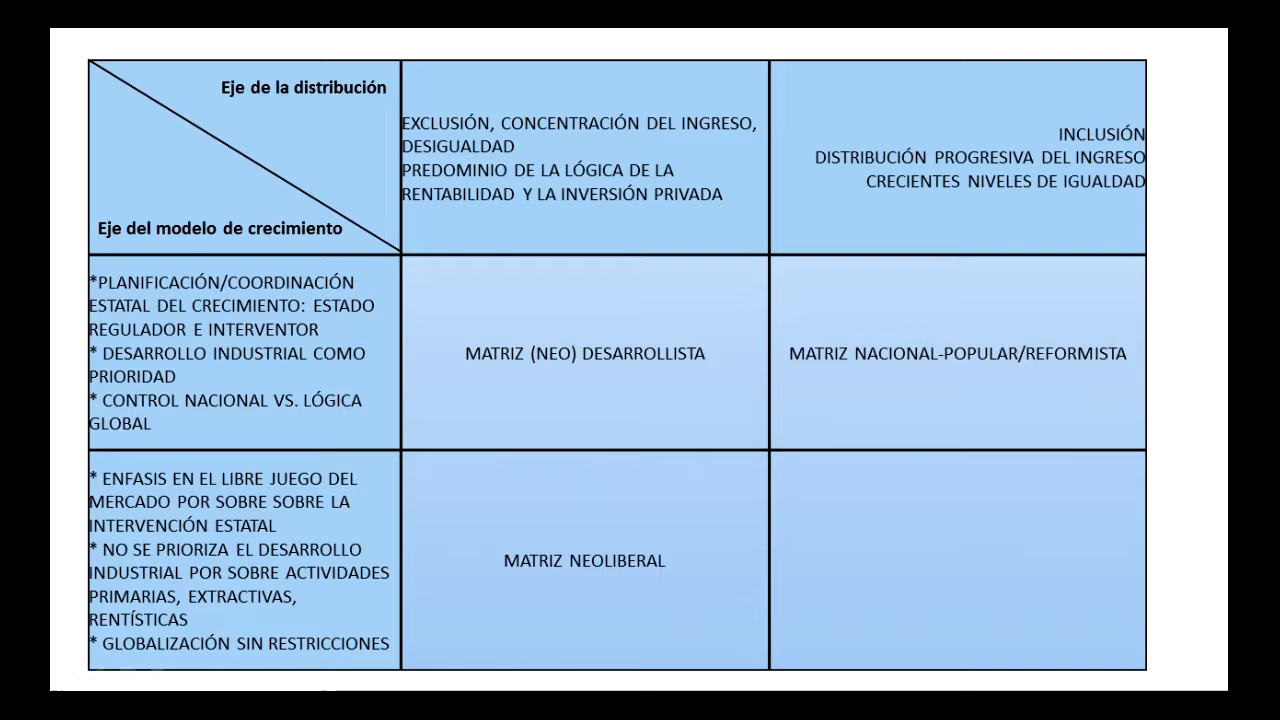 Eje de la distribución
Eje del modelo de crecimiento
EXCLUSIÓN, CONCENTRACIÓN DEL INGRESO,
DESIGUALDAD
PREDOMINIO DE LA LÓGICA DE LA
RENTABILIDAD Y LA INVERSIÓN PRIVADA
INCLUSIÓN
DISTRIBUCIÓN PROGRESIVA DEL INGRESO
CRECIENTES NIVELES DE IGUALDAD
*PLANIFICACIÓN/COORDINACIÓN
ESTATAL DEL CRECIMIENTO: ESTADO
REGULADOR E INTERVENTOR
* DESARROLLO INDUSTRIAL COMO
PRIORIDAD
* CONTROL NACIONAL VS. LÓGICA
GLOBAL
MATRIZ (NEO) DESARROLLISTA
MATRIZ NACIONAL-POPULAR/REFORMISTA
* ENFASIS EN EL LIBRE JUEGO DEL
MERCADO POR SOBRE SOBRE LA
INTERVENCIÓN ESTATAL
* NO SE PRIORIZA EL DESARROLLO
INDUSTRIAL POR SOBRE ACTIVIDADES
PRIMARIAS, EXTRACTIVAS,
RENTÍSTICAS
* GLOBALIZACIÓN SIN RESTRICCIONES
MATRIZ NEOLIBERAL